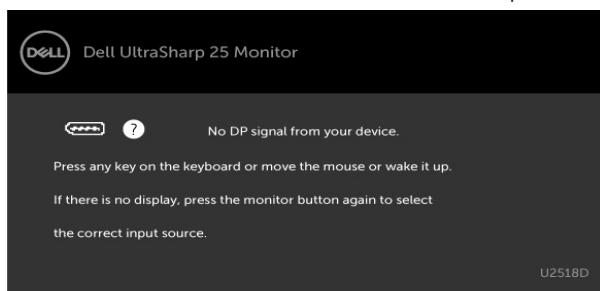 DELL
Dell UltraSharp 25 Monitor
? No DP signal from your device.
Press any key on the keyboard or move the mouse or wake it up.
If there is no display, press the monitor button again to select
the correct input source.
U2518D